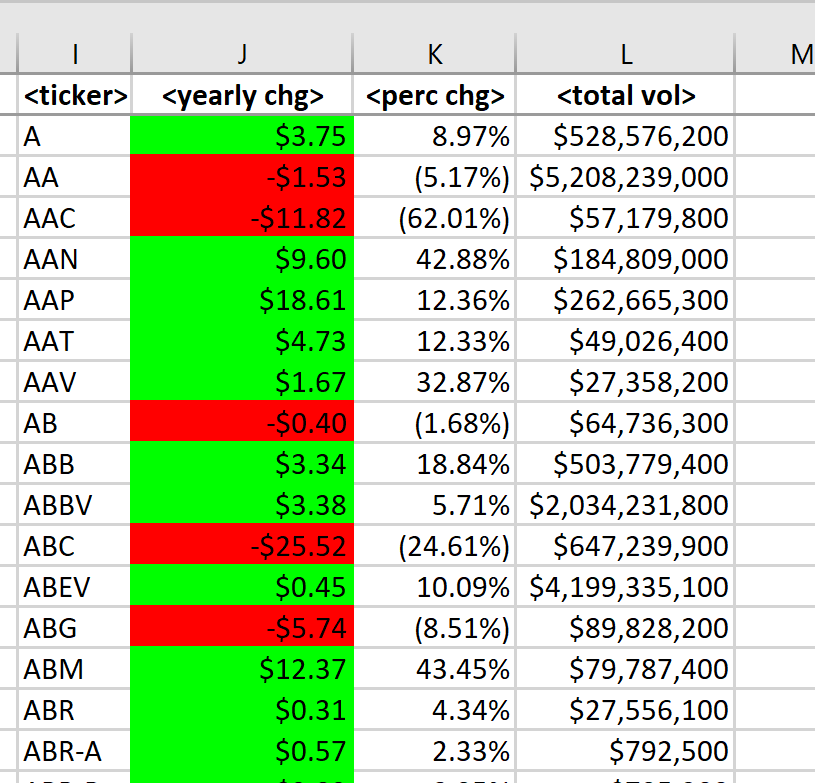 I J K L M
<ticker> <yearly chg> <perc chg> <total vol>
A $3.75 8.97% $528,576,200
AA -$1.53 (5.17%) $5,208,239,000
AAC -$11.82 (62.01%) $57,179,800
AAN $9.60 42.88% $184,809,000
AAP $18.61 12.36% $262,665,300
AAT $4.73 12.33% $49,026,400
AAV $1.67 32.87% $27,358,200
AB -$0.40 (1.68%) $64,736,300
ABB $3.34 18.84% $503,779,400
ABBV $3.38 5.71% $2,034,231,800
ABC -$25.52 (24.61%) $647,239,900
ABEV $0.45 10.09% $4,199,335,100
ABG -$5.74 (8.51%) $89,828,200
ABM $12.37 43.45% $79,787,400
ABR $0.31 4.34% $27,556,100
ABR-A $0.57 2.33% $792,500